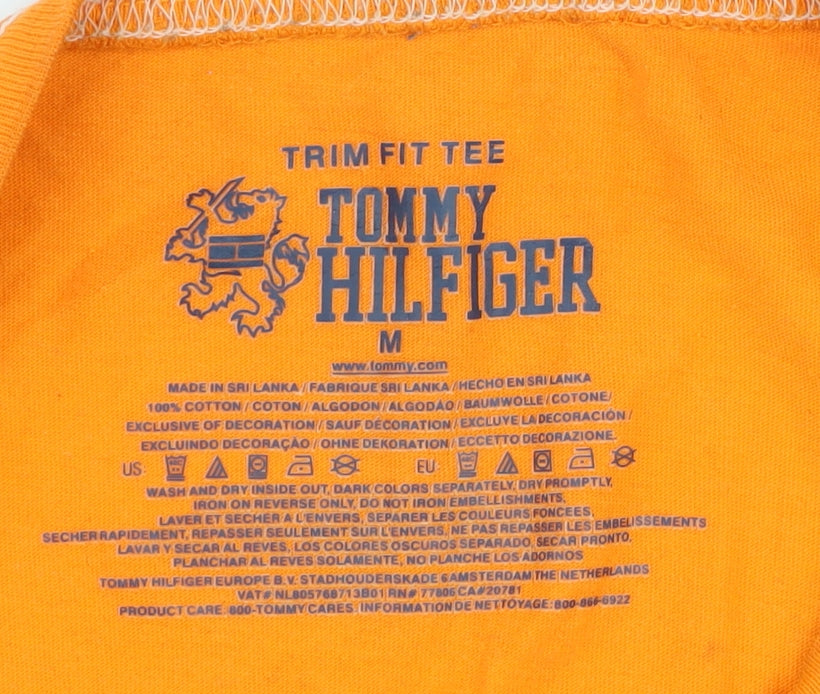 TRIM FIT TEE
TOMMY
HILFIGER
M
www.tommy.com
MADE IN SRI LANKA / FABRIQUE SRI LANKA / HECHO EN SRI LANKA
100% COTTON / COTON / ALGODON / ALGODÃO / BAUMWOLLE / COTONE/
EXCLUSIVE OF DECORATION / SAUF DÉCORATION / EXCLUYE LA DECORACIÓN /
EXCLUINDO DECORAÇÃO / OHNE DEKORATION / ECCETTO DECORAZIONE.
US: EU:
WASH AND DRY INSIDE OUT, DARK COLORS SEPARATELY, DRY PROMPTLY,
IRON ON REVERSE ONLY, DO NOT IRON EMBELLISHMENTS.
LAVER ET SECHER A L'ENVERS, SEPARER LES COULEURS FONCEES,
SECHER RAPIDEMENT, REPASSER SEULEMENT SUR L'ENVERS, NE PAS REPASSER LES EMBELISSEMENTS
LAVAR Y SECAR AL REVES, LOS COLORES OSCUROS SEPARADO, SECAR PRONTO,
PLANCHAR AL REVES SOLAMENTE, NO PLANCHE LOS ADORNOS
TOMMY HILFIGER EUROPE B.V. STADHOUDERSKADE 6 AMSTERDAM THE NETHERLANDS
VAT# NL805768713B01 RN# 77806 CA#20781
PRODUCT CARE: 800-TOMMY CARES. INFORMATION DE NETTOYAGE: 800-866-6922